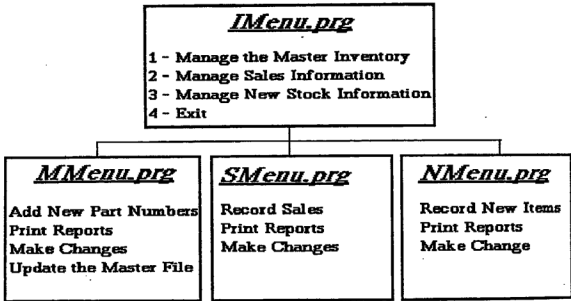 IMenu.prg
1 - Manage the Master Inventory
2 - Manage Sales Information
3 - Manage New Stock Information
4 - Exit
MMenu.prg
Add New Part Numbers
Print Reports
Make Changes
Update the Master File
SMenu.prg
Record Sales
Print Reports
Make Changes
NMenu.prg
Record New Items
Print Reports
Make Change